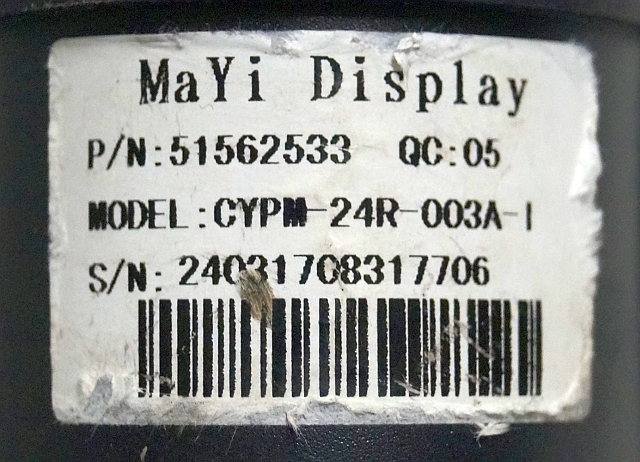 MaYi Display
P/N:51562533 QC:05
MODEL:CYPM-24R-003A-I
S/N: 24031708317706